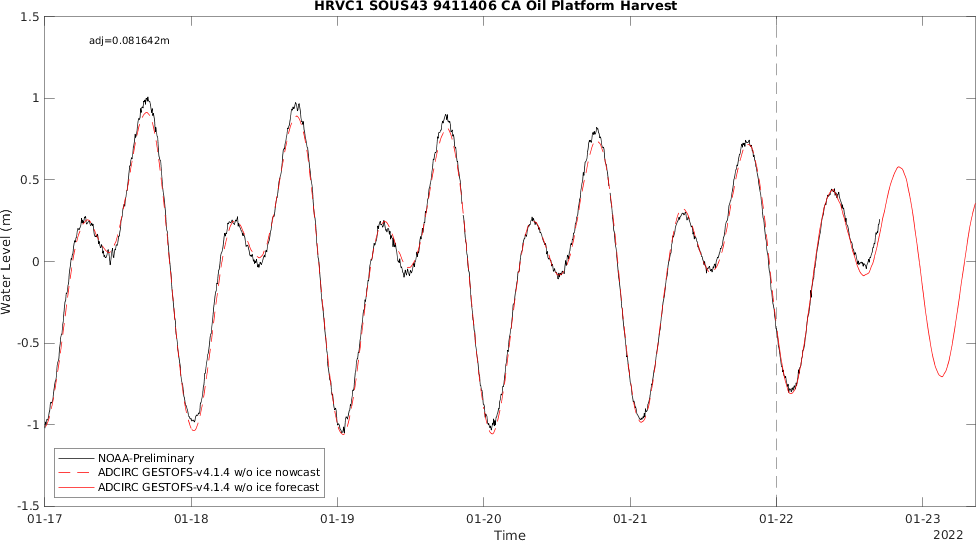 HRVC1 SOUS43 9411406 CA Oil Platform Harvest
adj=0.081642m
1.5
1
0.5
0
-0.5
-1
-1.5
Water Level (m)
NOAA-Preliminary
ADCIRC GESTOFS-v4.1.4 w/o ice nowcast
ADCIRC GESTOFS-v4.1.4 w/o ice forecast
01-17 01-18 01-19 01-20 01-21 01-22 01-23
Time
2022